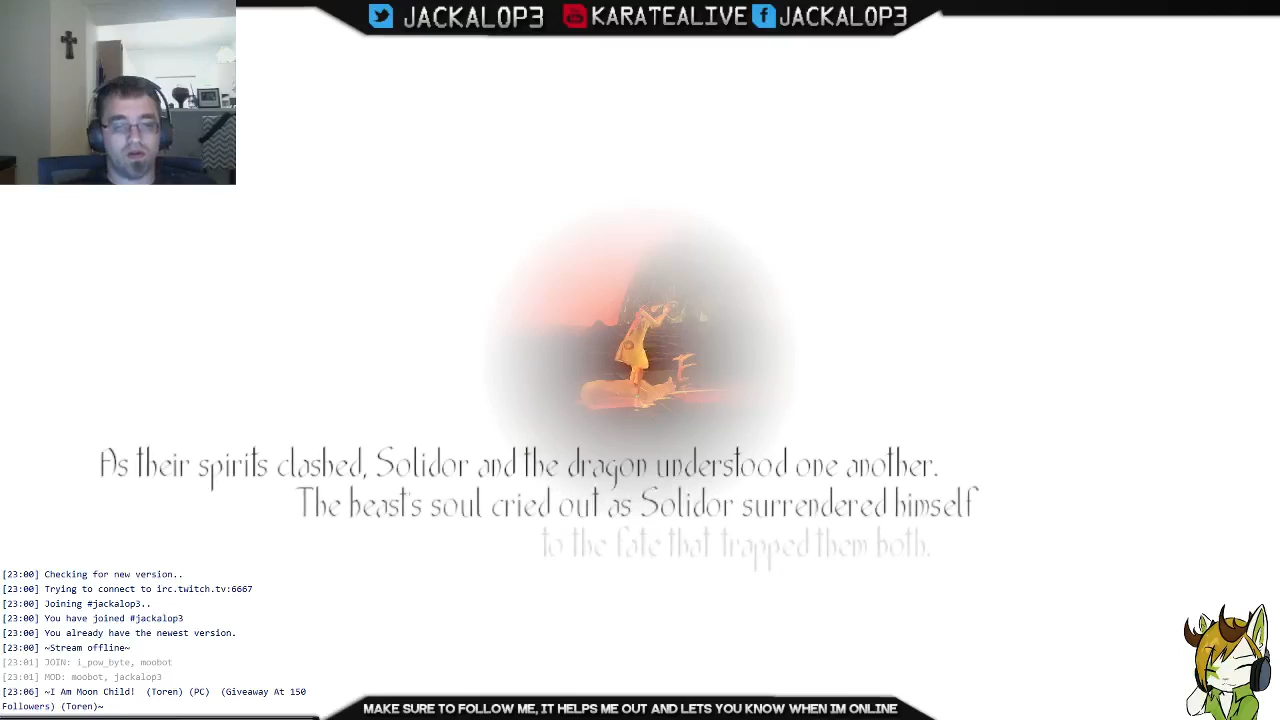 JACKALOP3 KARATEALIVE JACKALOP3
As their spirits clashed, Solidor and the dragon understood one another.
The beast's soul cried out as Solidor surrendered himself
to the fate that trapped them both.
[23:00] Checking for new version..
[23:00] Trying to connect to irc.twitch.tv:6667
[23:00] Joining #jackalop3..
[23:00] You have joined #jackalop3
[23:00] You already have the newest version.
[23:00] ~Stream offline~
[23:01] JOIN: i_pow_byte, moobot
[23:01] MOD: moobot, jackalop3
[23:06] ~I Am Moon Child! (Toren) (PC) (Giveaway At 150
Followers) (Toren)~
MAKE SURE TO FOLLOW ME, IT HELPS ME OUT AND LETS YOU KNOW WHEN IM ONLINE